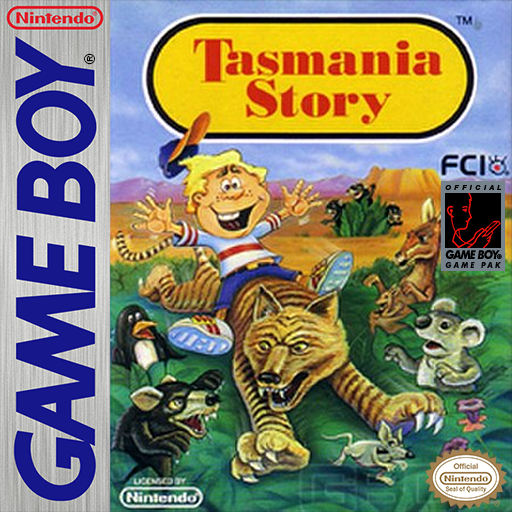 Nintendo®
GAME BOY
TM
Tasmania
Story
FCI
OFFICIAL
GAME BOY®
GAME PAK
LICENSED BY
Nintendo
Official
Nintendo
Seal of Quality